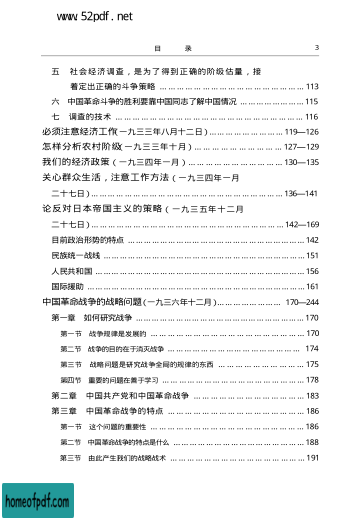 www.52pdf.net
目 录 3
五 社会经济调查，是为了得到正确的阶级估量，接
着定出正确的斗争策略 …………………………………………… 113
六 中国革命斗争的胜利要靠中国同志了解中国情况 ………………… 115
七 调查的技术 …………………………………………………………… 116
必须注意经济工作（一九三三年八月十二日）…………………… 119—126
怎样分析农村阶级（一九三三年十月）………………………… 127—129
我们的经济政策（一九三四年一月）…………………………… 130—135
关心群众生活，注意工作方法（一九三四年一月
二十七日）………………………………………………………… 136—141
论反对日本帝国主义的策略（一九三五年十二月
二十七日）………………………………………………………… 142—169
目前政治形势的特点 …………………………………………………… 142
民族统一战线 …………………………………………………………… 151
人民共和国 ……………………………………………………………… 156
国际援助 ………………………………………………………………… 161
中国革命战争的战略问题（一九三六年十二月）………………… 170—244
第一章 如何研究战争 ………………………………………………… 170
第一节 战争规律是发展的 …………………………………………… 170
第二节 战争的目的在于消灭战争 …………………………………… 174
第三节 战略问题是研究战争全局的规律的东西 …………………… 175
第四节 重要的问题在善于学习 ……………………………………… 178
第二章 中国共产党和中国革命战争 ………………………………… 183
第三章 中国革命战争的特点 ………………………………………… 186
第一节 这个问题的重要性 …………………………………………… 186
第二节 中国革命战争的特点是什么 ………………………………… 188
第三节 由此产生我们的战略战术 …………………………………… 191
homeofpdf.com